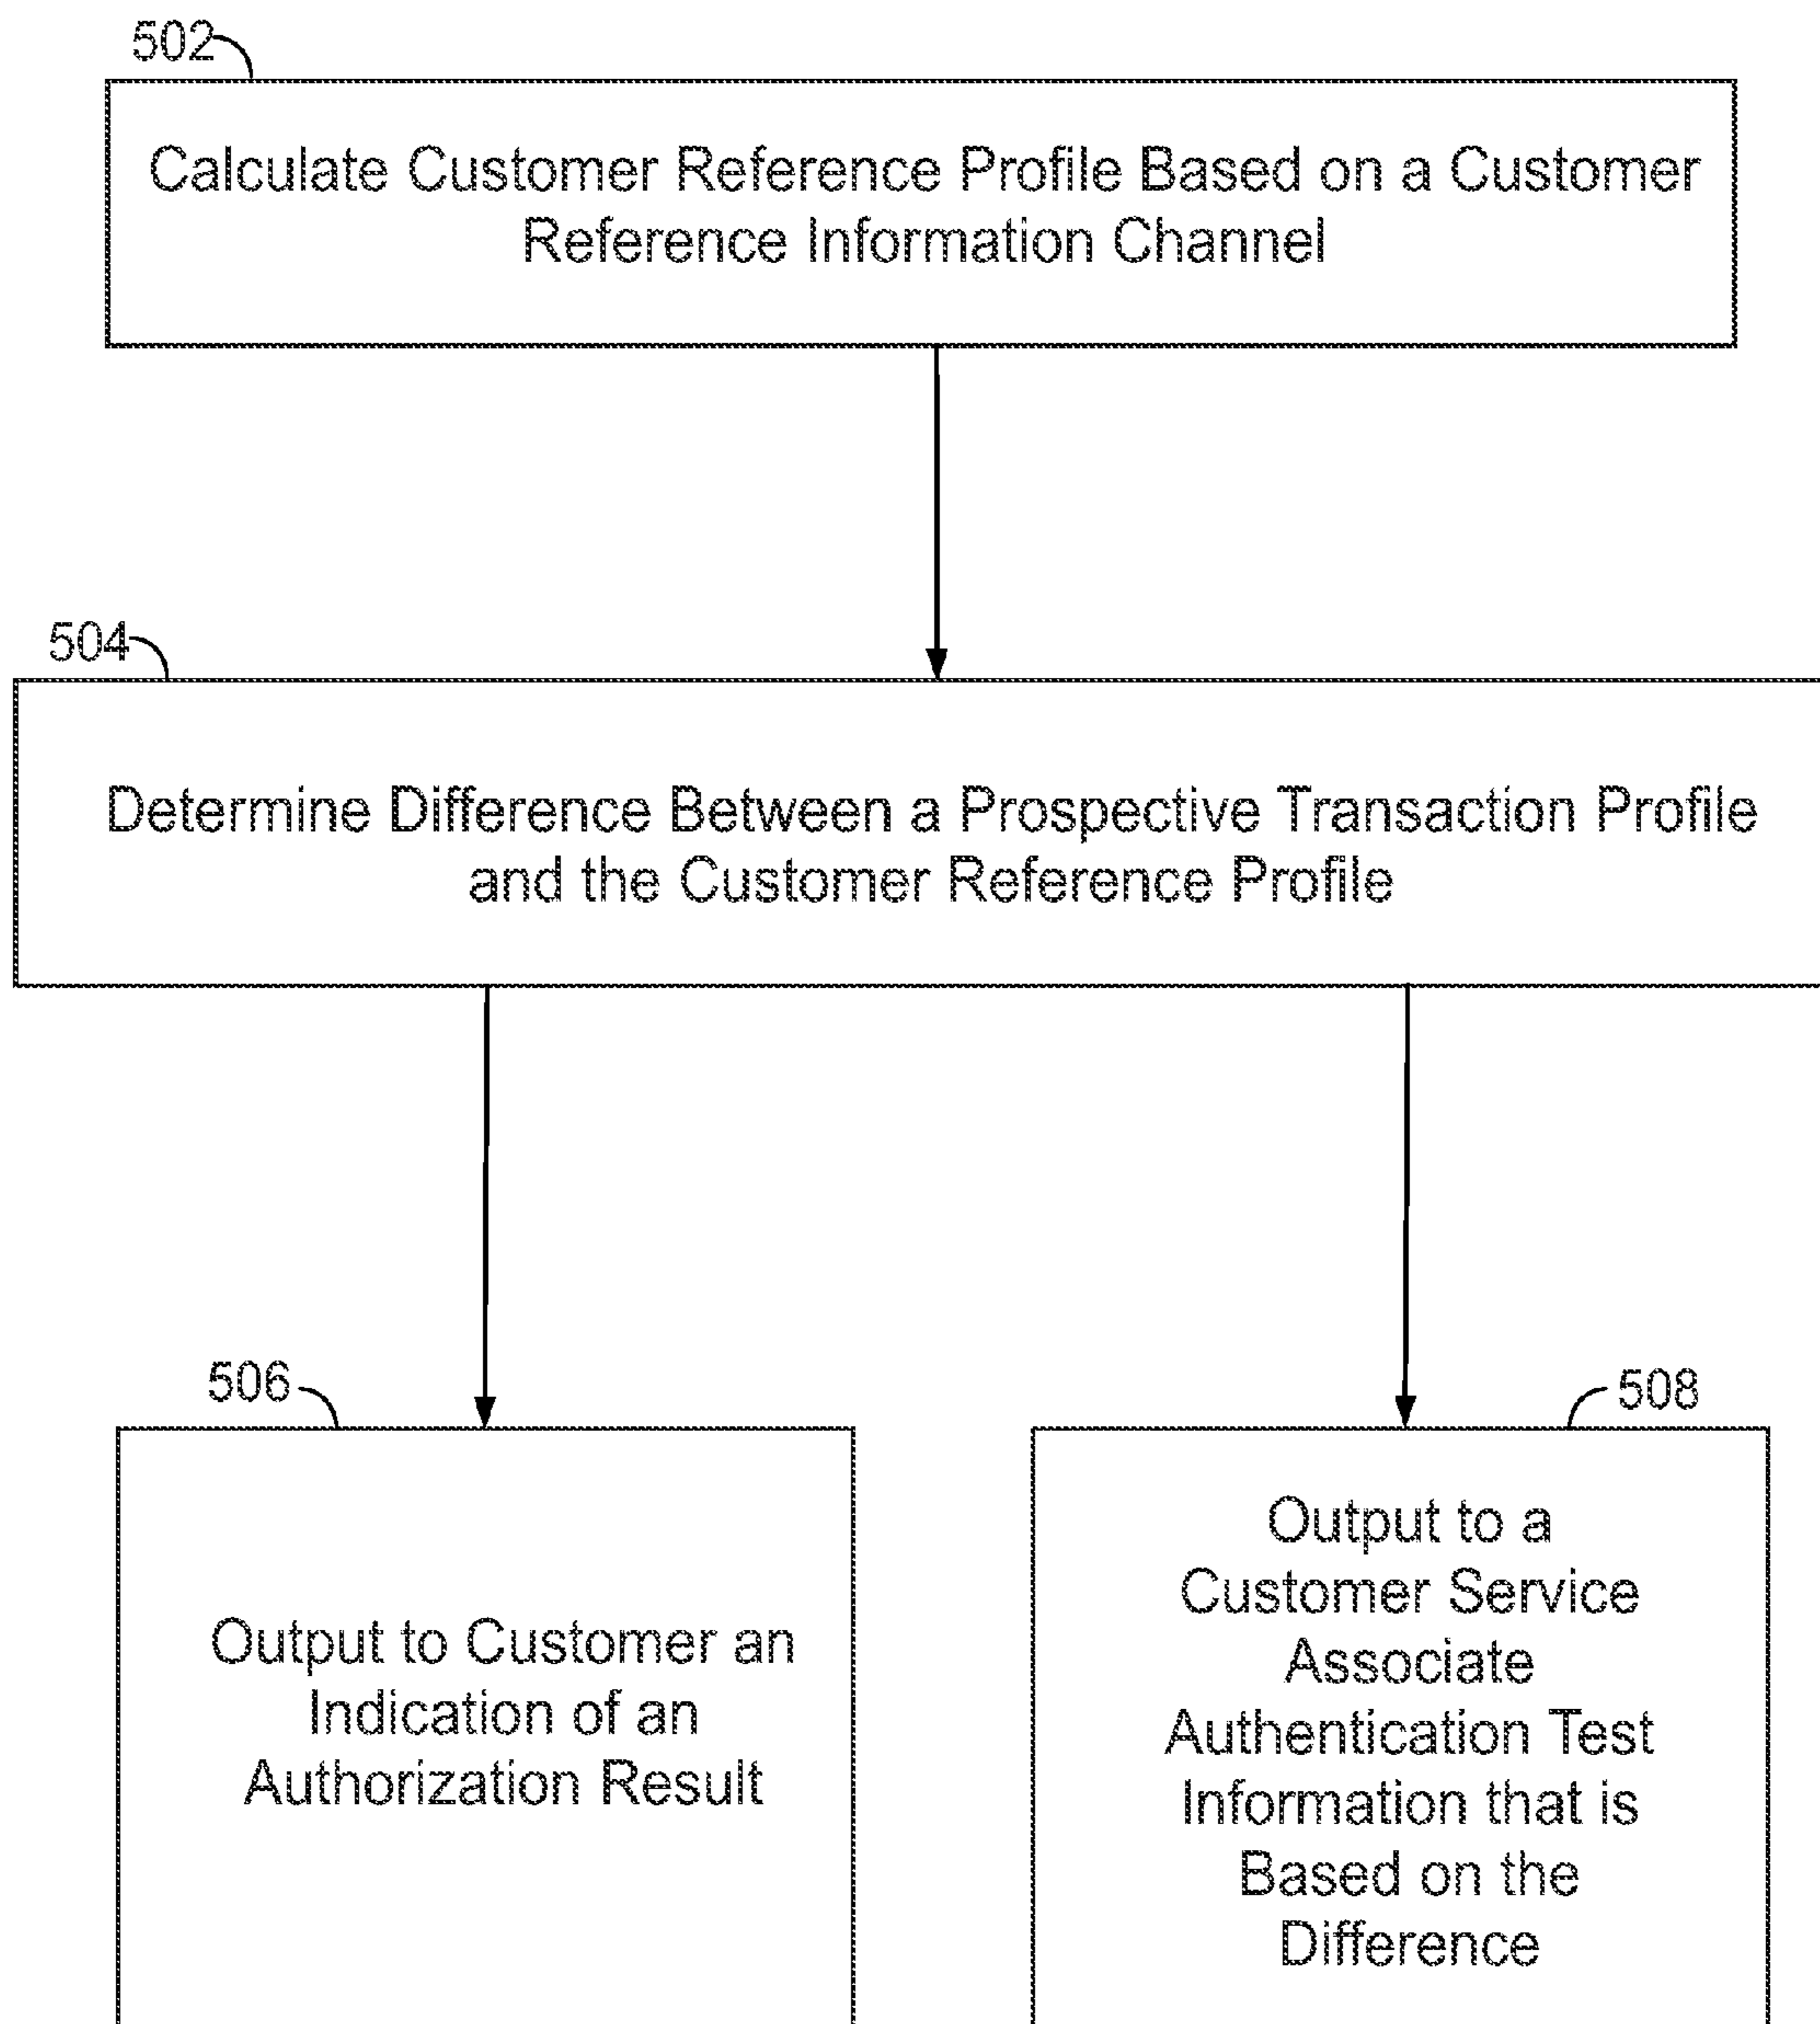 502
Calculate Customer Reference Profile Based on a Customer
Reference Information Channel
504
Determine Difference Between a Prospective Transaction Profile
and the Customer Reference Profile
506
Output to Customer an
Indication of an
Authorization Result
508
Output to a
Customer Service
Associate
Authentication Test
Information that is
Based on the
Difference